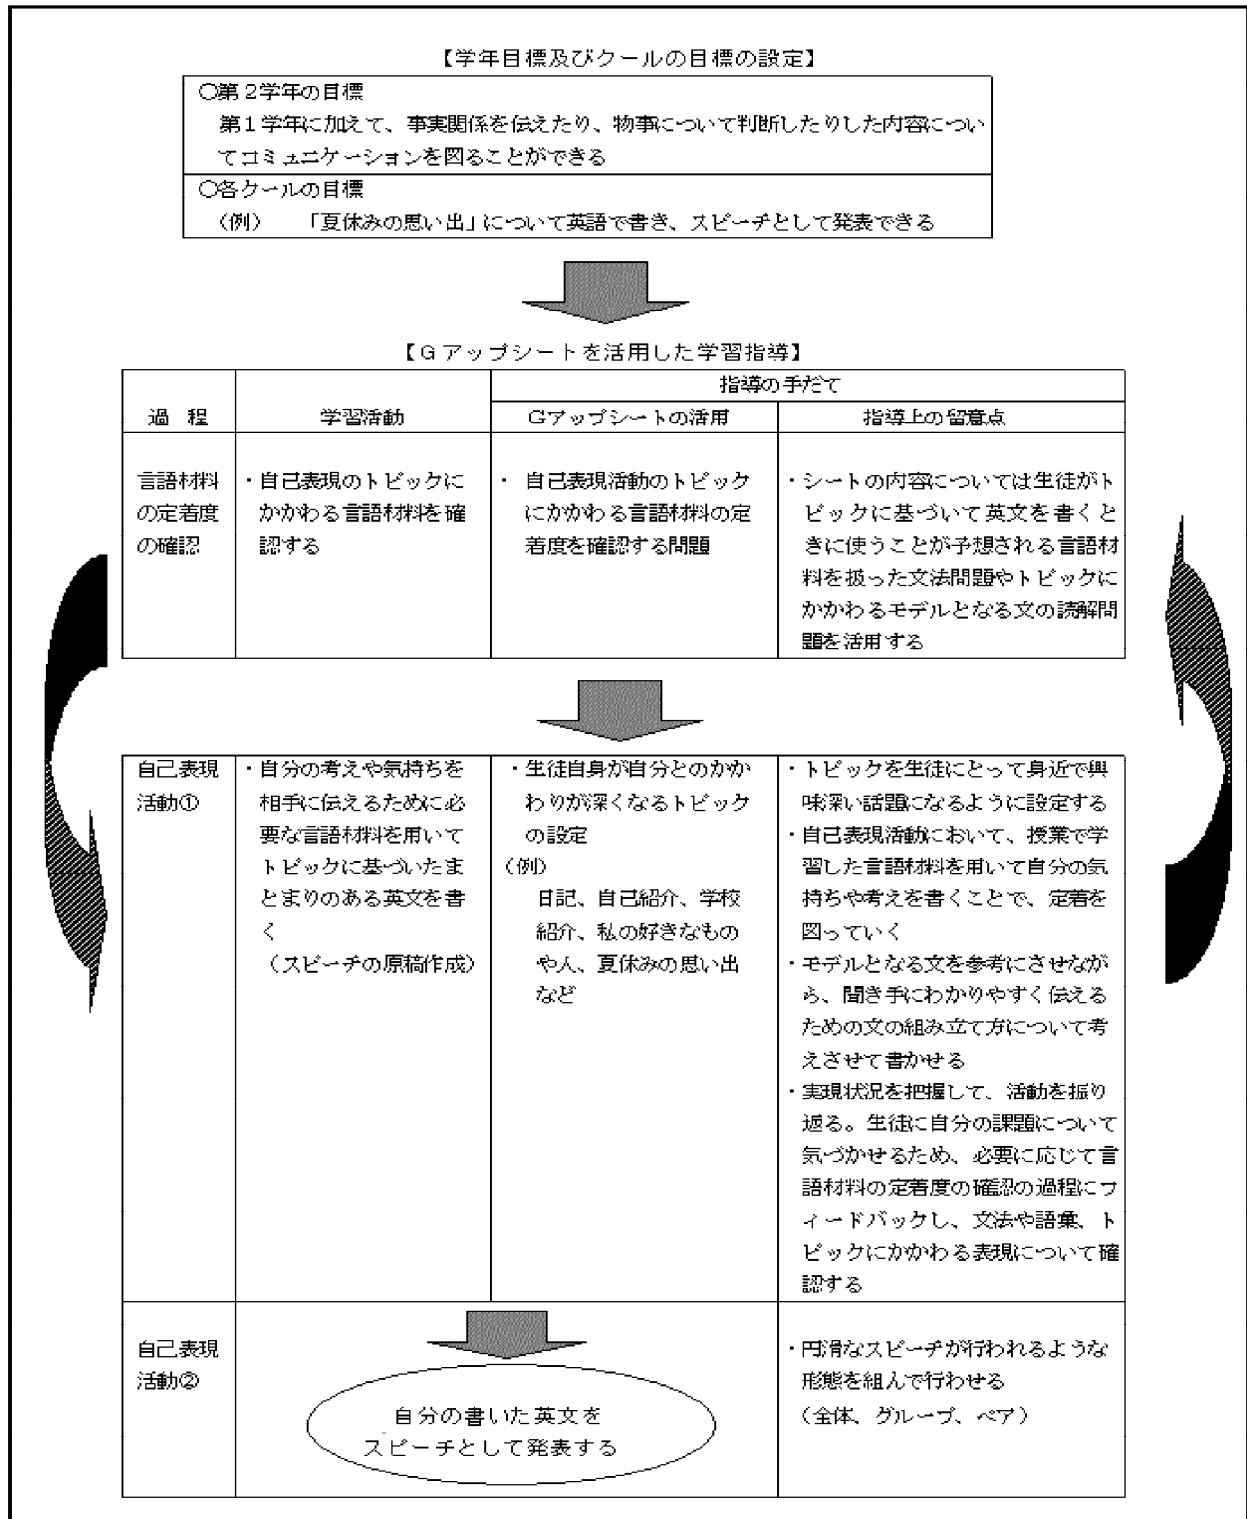 【学年目標及びクールの目標の設定】
○第2学年の目標
第1学年に加えて、事実関係を伝えたり、物事について判断したりした内容につい
てコミュニケーションを図ることができる
○各クールの目標
(例) 「夏休みの思い出」について英語で書き、スピーチとして発表できる
【Gアップシートを活用した学習指導】
指導の手だて
過 程
学習活動
Gアップシートの活用
指導上の留意点
言語材料
の定着度
の確認
・自己表現のトピックに
かかわる言語材料を確
認する
・ 自己表現活動のトピック
にかかわる言語材料の定
着度を確認する問題
・シートの内容については生徒がト
ピックに基づいて英文を書くと
きに使うことが予想される言語材
料を扱った文法問題やトピックに
かかわるモデルとなる文の読解問
題を活用する
自己表現
活動①
・自分の考えや気持ちを
相手に伝えるために必
要な言語材料を用いて
トピックに基づいたま
とまりのある英文を書
く
(スピーチの原稿作成)
・生徒自身が自分とのかか
わりが深くなるトピック
の設定
(例)
日記、自己紹介、学校
紹介、私の好きなもの
や人、夏休みの思い出
など
・トピックを生徒にとって身近で興
味深い話題になるように設定する
・自己表現活動において、授業で学
習した言語材料を用いて自分の気
持ちや考えを書くことで、定着を
図っていく
・モデルとなる文を参考にさせなが
ら、聞き手にわかりやすく伝える
ための文の組み立て方について考
えさせて書かせる
・実現状況を把握して、活動を振り
返る。生徒に自分の課題について
気づかせるため、必要に応じて言
語材料の定着度の確認の過程にフ
ィードバックし、文法や語彙、ト
ピックにかかわる表現について確
認する
自己表現
活動②
自分の書いた英文を
スピーチとして発表する
・円滑なスピーチが行われるような
形態を組んで行わせる
(全体、グループ、ペア)